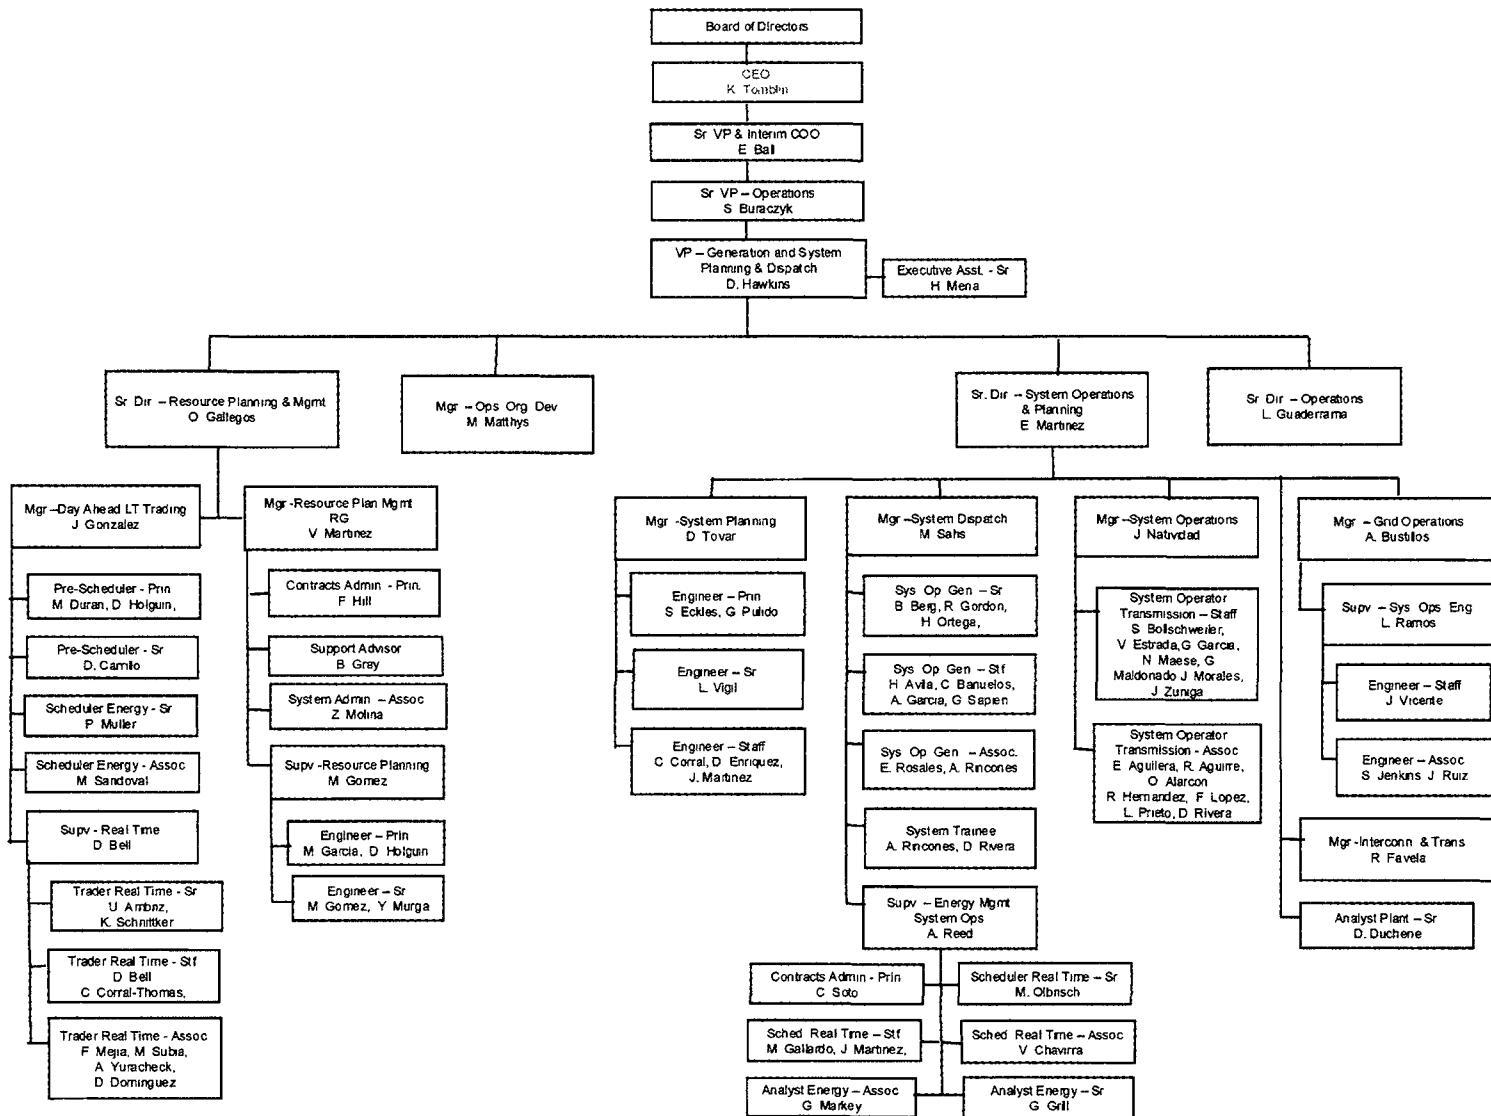 Board of Directors
CEO
K Tomblin
Sr VP & Interim COO
E Ball
Sr VP – Operations
S Buraczyk
VP – Generation and System
Planning & Dispatch
D. Hawkins
Executive Asst. - Sr
H Mena
Sr Dir – Resource Planning & Mgmt
O Gallegos
Mgr – Ops Org Dev
M Matthys
Sr. Dir – System Operations
& Planning
E Martinez
Sr Dir – Operations
L. Guaderrama
Mgr –Day Ahead LT Trading
J Gonzalez
Pre-Scheduler - Prin
M Duran, D Holguin,
Pre-Scheduler - Sr
D. Carrillo
Scheduler Energy - Sr
P Muller
Scheduler Energy - Assoc
M Sandoval
Supv - Real Time
D Bell
Trader Real Time - Sr
U Ambriz,
K. Schnittker
Trader Real Time - Stf
D Bell
C Corral-Thomas,
Trader Real Time - Assoc
F Mejia, M Subia,
A Yuracheck,
D Dominguez
Mgr -Resource Plan Mgmt
RG
V Martinez
Contracts Admin - Prin.
F Hill
Support Advisor
B Gray
System Admin – Assoc
Z Molina
Supv -Resource Planning
M Gomez
Engineer – Prin
M Garcia, D Holguin
Engineer – Sr
M Gomez, Y Murga
Mgr -System Planning
D Tovar
Engineer – Prin
S Eckles, G Pulido
Engineer – Sr
L. Vigil
Engineer – Staff
C Corral, D Enriquez,
J. Martinez
Mgr –System Dispatch
M Sahs
Sys Op Gen – Sr
B Berg, R Gordon,
H Ortega,
Sys Op Gen – Stf
H Avila, C Banuelos,
A. Garcia, G Sapien
Sys Op Gen – Assoc.
E. Rosales, A. Rincones
System Trainee
A. Rincones, D Rivera
Supv – Energy Mgmt
System Ops
A. Reed
Contracts Admin - Prin
C Soto
Scheduler Real Time – Sr
M. Olbrisch
Sched Real Time – Stf
M Gallardo, J Martinez,
Sched Real Time – Assoc
V Chavirra
Analyst Energy – Assoc
G Markey
Analyst Energy – Sr
G Grill
Mgr –System Operations
J Natividad
System Operator
Transmission – Staff
S Bollschweiler,
V Estrada, G Garcia,
N Maese, G
Maldonado J Morales,
J Zuniga
System Operator
Transmission - Assoc
E Aguilera, R Aguirre,
O Alarcon
R Hernandez, F Lopez,
L. Prieto, D Rivera
Mgr – Grid Operations
A. Bustillos
Supv – Sys Ops Eng
L. Ramos
Engineer – Staff
J Vicente
Engineer – Assoc
S Jenkins J Ruiz
Mgr -Interconn & Trans
R Favela
Analyst Plant – Sr
D. Duchene